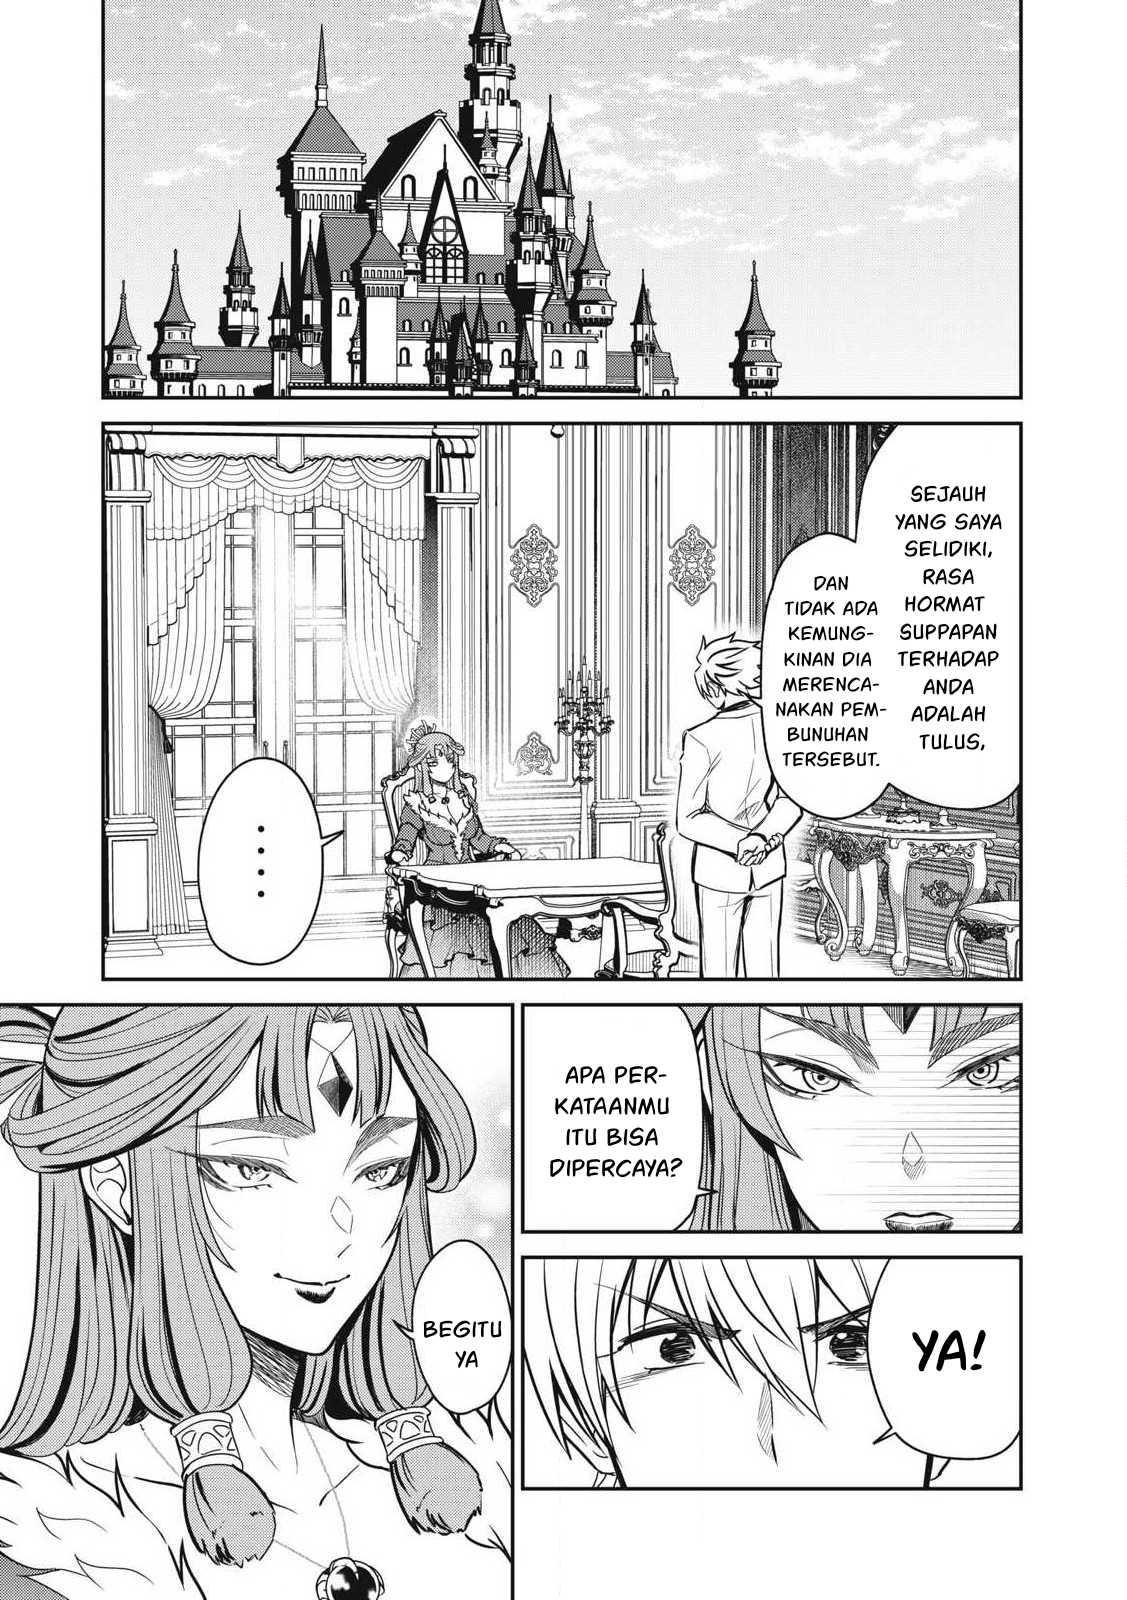 SEJAUH
YANG SAYA
SELIDIKI,
RASA
HORMAT
SUPPAPAN
TERHADAP
ANDA
ADALAH
TULUS,
DAN
TIDAK ADA
KEMUNG-
KINAN DIA
MERENCA-
NAKAN PEM-
BUNUHAN
TERSEBUT.
....
APA PER-
KATAANMU
ITU BISA
DIPERCAYA?
YA!
BEGITU
YA